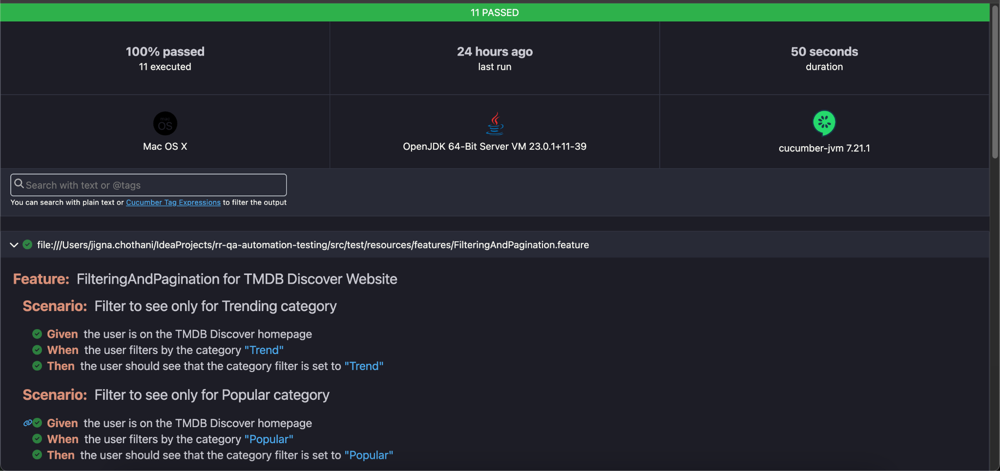 11 PASSED
100% passed
11 executed
24 hours ago
last run
50 seconds
duration
mac
OS
Mac OS X
OpenJDK 64-Bit Server VM 23.0.1+11-39
cucumber-jvm 7.21.1
Search with text or @tags
You can search with plain text or Cucumber Tag Expressions to filter the output
file:///Users/jigna.chothani/IdeaProjects/rr-qa-automation-testing/src/test/resources/features/FilteringAndPagination.feature
Feature: FilteringAndPagination for TMDB Discover Website
Scenario: Filter to see only for Trending category
Given the user is on the TMDB Discover homepage
When the user filters by the category "Trend"
Then the user should see that the category filter is set to "Trend"
Scenario: Filter to see only for Popular category
Given the user is on the TMDB Discover homepage
When the user filters by the category "Popular"
Then the user should see that the category filter is set to "Popular"